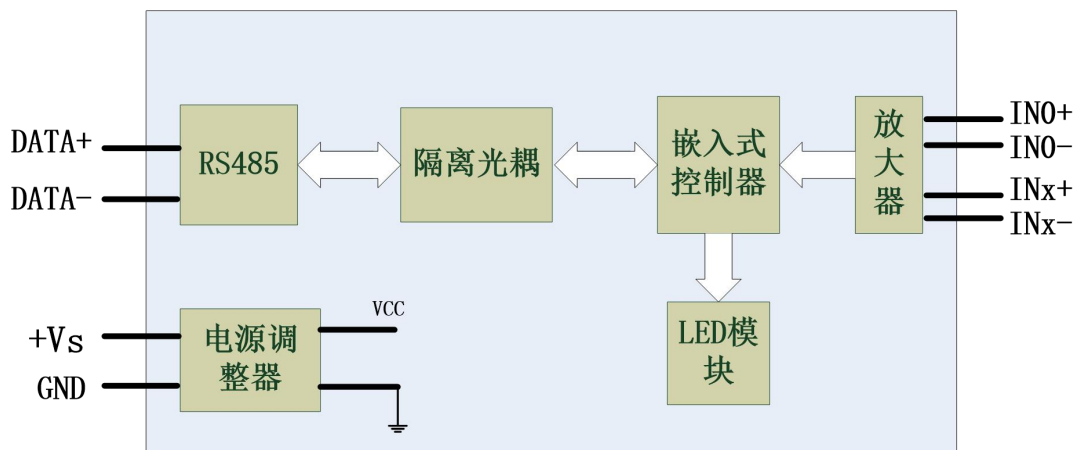 DATA+
DATA-
RS485
隔离光耦
嵌入式
控制器
放
大
器
IN0+
IN0-
INx+
INx-
+Vs
GND
电源调
整器
VCC
LED模
块